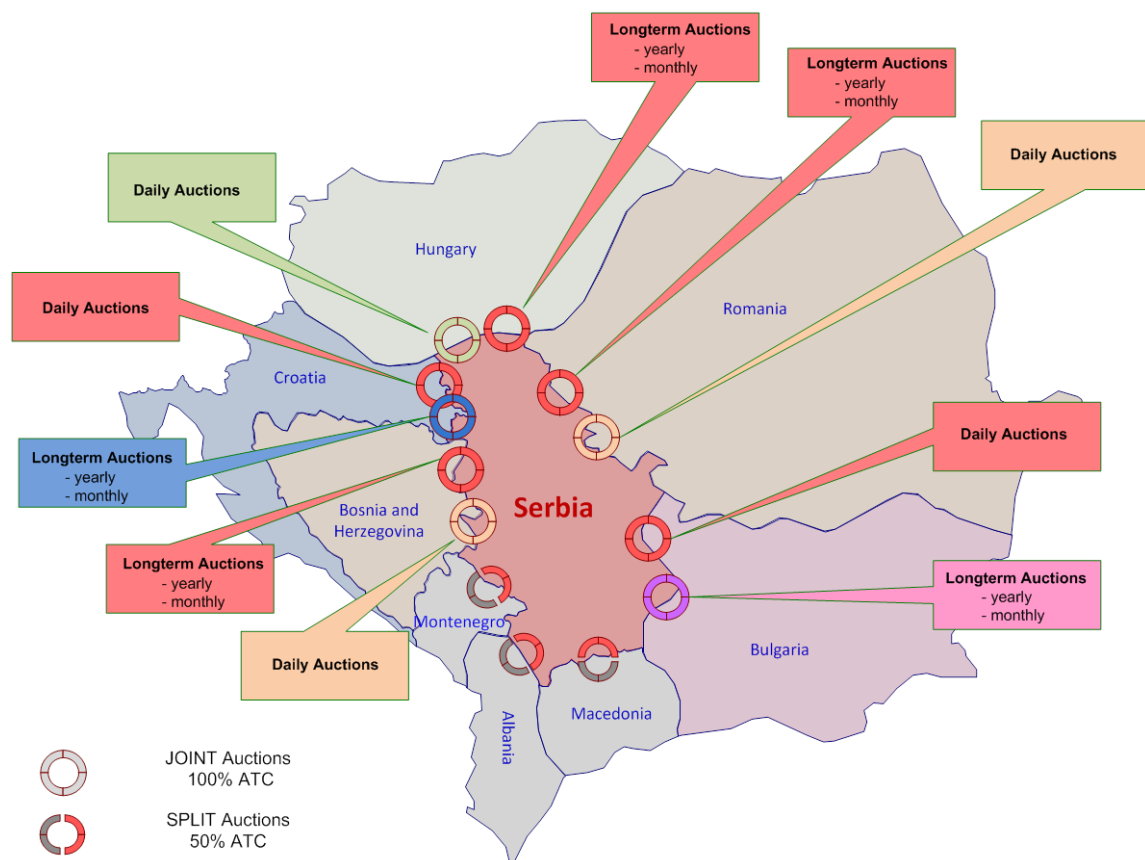 Longterm Auctions
- yearly
- monthly
Longterm Auctions
- yearly
- monthly
Daily Auctions
Daily Auctions
Hungary
Daily Auctions
Romania
Croatia
Daily Auctions
Longterm Auctions
- yearly
- monthly
Serbia
Bosnia and
Herzegovina
Longterm Auctions
- yearly
- monthly
Longterm Auctions
- yearly
- monthly
Montenegro
Daily Auctions
Bulgaria
Albania
Macedonia
JOINT Auctions
100% ATC
SPLIT Auctions
50% ATC